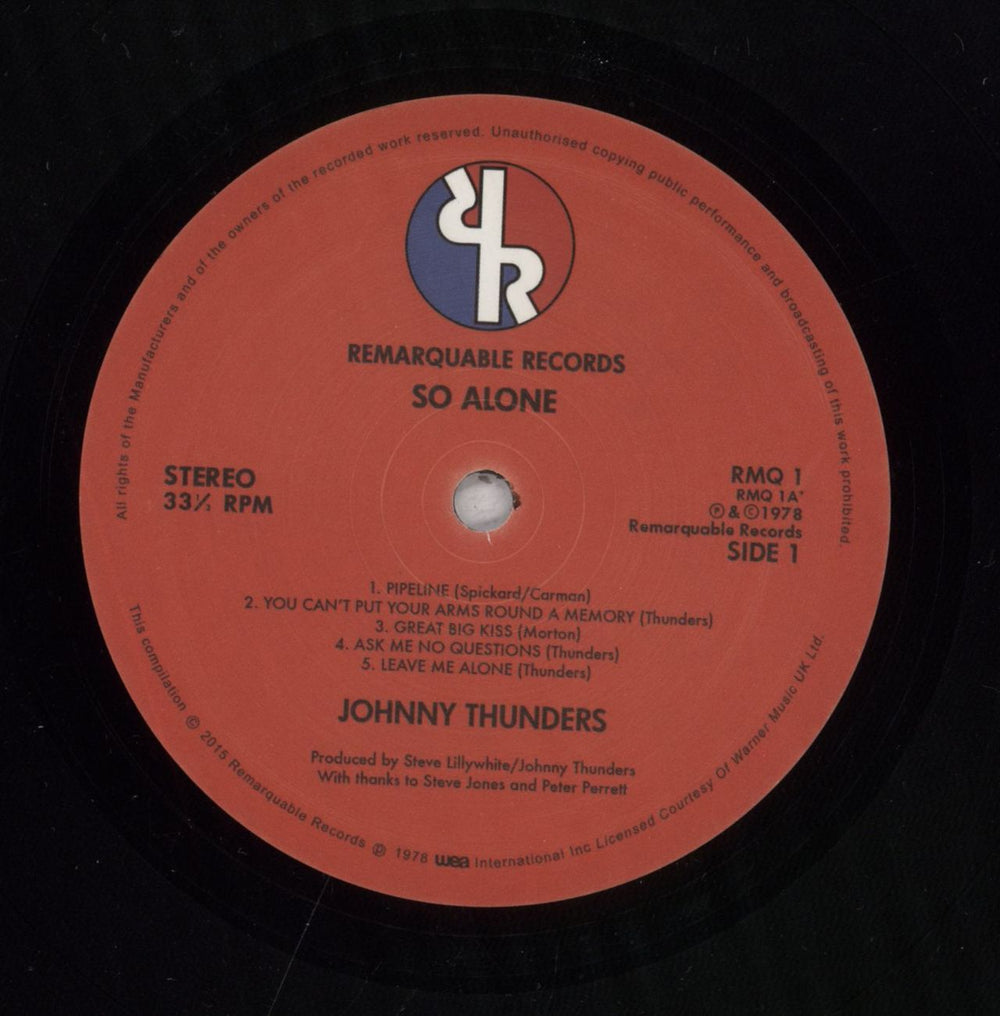 All rights of the Manufacturers and of the owners of the recorded work reserved. Unauthorised copying public performance and broadcasting of this work prohibited.
RR
REMARQUABLE RECORDS
SO ALONE
STEREO
33⅓ RPM
RMQ 1
RMQ 1A'
℗ & © 1978
Remarquable Records
SIDE 1
1. PIPELINE (Spickard/Carman)
2. YOU CAN'T PUT YOUR ARMS ROUND A MEMORY (Thunders)
3. GREAT BIG KISS (Morton)
4. ASK ME NO QUESTIONS (Thunders)
5. LEAVE ME ALONE (Thunders)
JOHNNY THUNDERS
Produced by Steve Lillywhite/Johnny Thunders
With thanks to Steve Jones and Peter Perrett
This compilation © 2015 Remarquable Records ℗ 1978 wea International Inc Licensed Courtesy Of Warner Music UK Ltd.